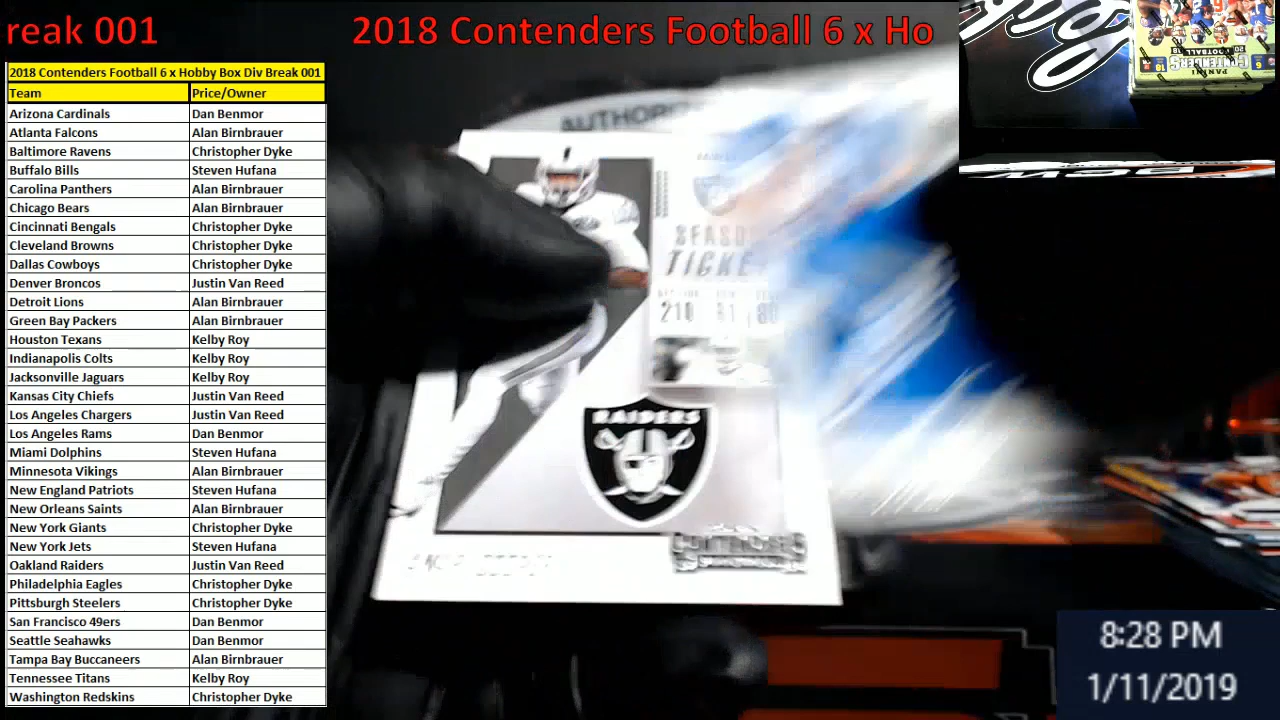 reak 001
2018 Contenders Football 6 x Ho
2018 Contenders Football 6 x Hobby Box Div Break 001
Team Price/Owner
Arizona Cardinals Dan Benmor
Atlanta Falcons Alan Birnbrauer
Baltimore Ravens Christopher Dyke
Buffalo Bills Steven Hufana
Carolina Panthers Alan Birnbrauer
Chicago Bears Alan Birnbrauer
Cincinnati Bengals Christopher Dyke
Cleveland Browns Christopher Dyke
Dallas Cowboys Christopher Dyke
Denver Broncos Justin Van Reed
Detroit Lions Alan Birnbrauer
Green Bay Packers Alan Birnbrauer
Houston Texans Kelby Roy
Indianapolis Colts Kelby Roy
Jacksonville Jaguars Kelby Roy
Kansas City Chiefs Justin Van Reed
Los Angeles Chargers Justin Van Reed
Los Angeles Rams Dan Benmor
Miami Dolphins Steven Hufana
Minnesota Vikings Alan Birnbrauer
New England Patriots Steven Hufana
New Orleans Saints Alan Birnbrauer
New York Giants Christopher Dyke
New York Jets Steven Hufana
Oakland Raiders Justin Van Reed
Philadelphia Eagles Christopher Dyke
Pittsburgh Steelers Christopher Dyke
San Francisco 49ers Dan Benmor
Seattle Seahawks Dan Benmor
Tampa Bay Buccaneers Alan Birnbrauer
Tennessee Titans Kelby Roy
Washington Redskins Christopher Dyke
AUTHORI
SEASO
TICKE
210
RAIDERS
CONTENDERS
PANINI
CONTENDERS
8:28 PM
1/11/2019